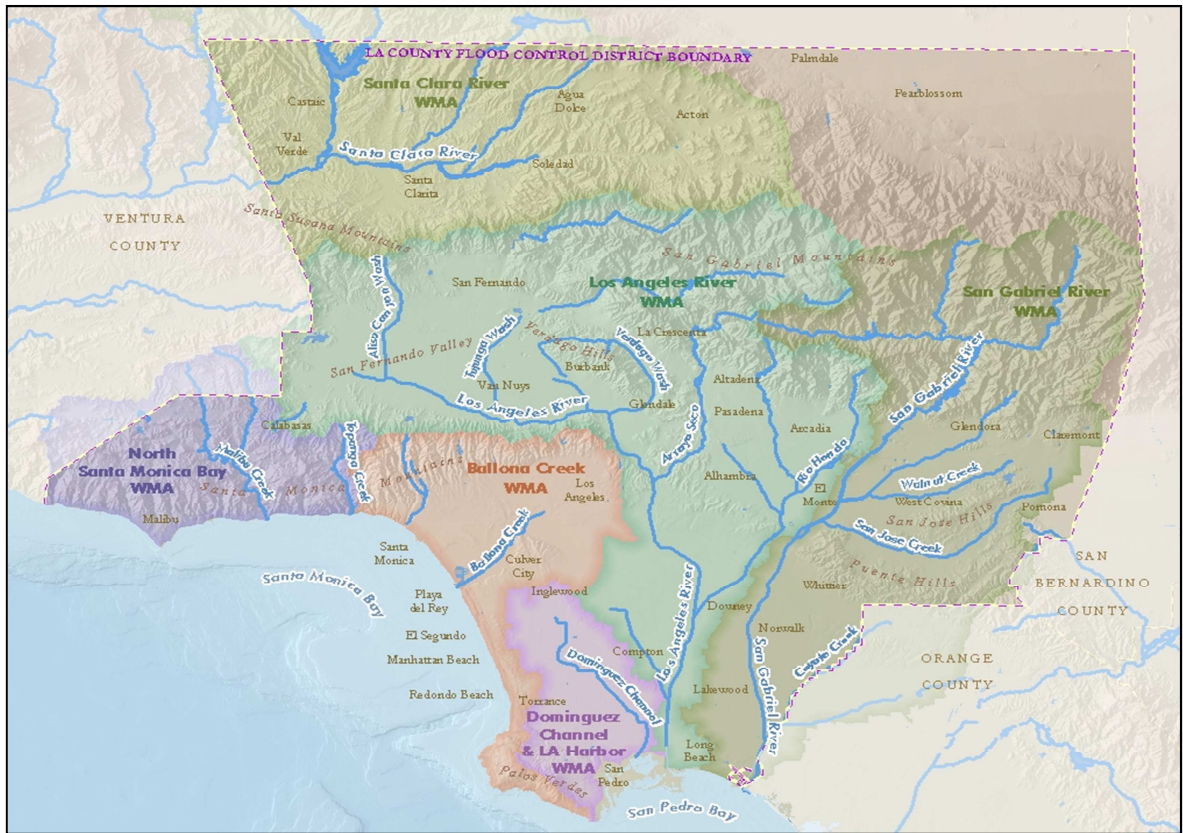 LA COUNTY FLOOD CONTROL DISTRICT BOUNDARY
Palmdale
Santa Clara River
WMA
Pearblossom
Castaic
Agua
Dolce
Acton
Val
Verde
Santa Clara River
Soledad
Santa
Clarita
VENTURA
COUNTY
Santa Susana Mountains
San Gabriel Mountains
San Fernando
Los Angeles River
WMA
San Gabriel River
WMA
Aliso Canyon Wash
Tujunga Wash
Verdugo Hills
Verdugo Wash
La Crescenta
San Fernando Valley
Burbank
Van Nuys
Altadena
San Gabriel River
Los Angeles River
Glendale
Pasadena
Arroyo Seco
Arcadia
Glendora
Claremont
Calabasas
Rio Hondo
North
Santa Monica Bay
WMA
Malibu Creek
Topanga Creek
Santa Monica Mountains
Ballona Creek
WMA
Los
Angeles
Alhambra
El
Monte
Walnut Creek
West Covina
San Jose Hills
Pomona
Malibu
Ballona Creek
San Jose Creek
Santa
Monica
Culver
City
SAN
BERNARDINO
COUNTY
Santa Monica Bay
Playa
del Rey
Inglewood
Puente Hills
Whittier
Downey
El Segundo
Norwalk
Los Angeles River
Compton
Coyote Creek
Manhattan Beach
Dominguez Channel
San Gabriel River
ORANGE
COUNTY
Redondo Beach
Torrance
Lakewood
Dominguez
Channel
& LA Harbor
WMA
Long
Beach
Palos Verdes
San
Pedro
San Pedro Bay